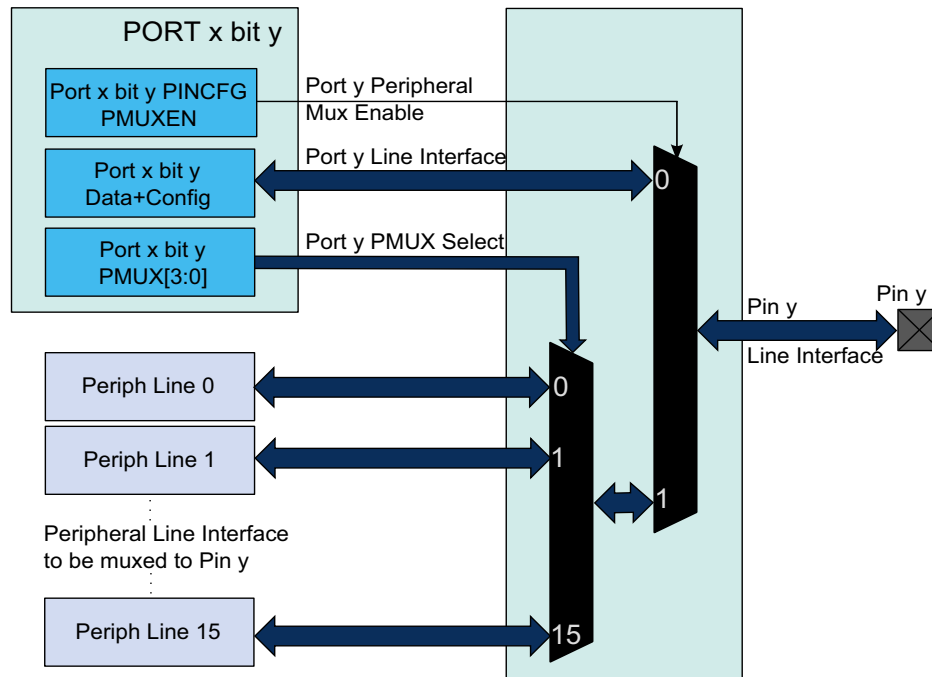 PORT x bit y
Port x bit y PINCFG
PMUXEN
Port y Peripheral
Mux Enable
Port x bit y
Data+Config
Port y Line Interface
0
Port x bit y
PMUX[3:0]
Port y PMUX Select
Pin y
Line Interface
Pin y
Periph Line 0
0
Periph Line 1
1
1
Peripheral Line Interface
to be muxed to Pin y
Periph Line 15
15